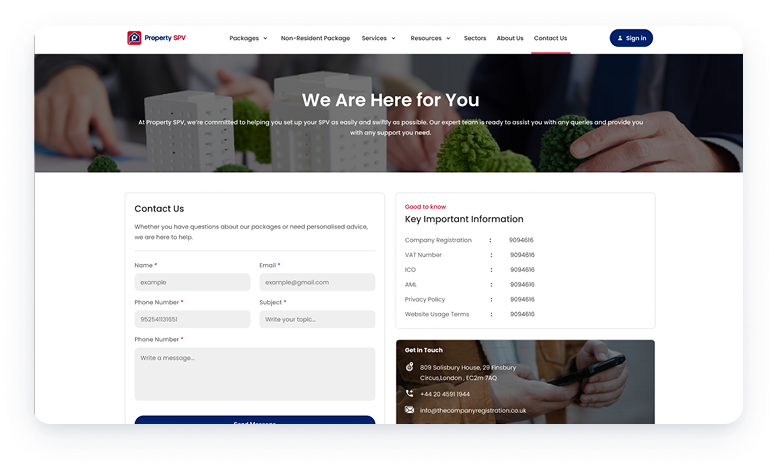 Property SPV
Packages
Non-Resident Package
Services
Resources
Sectors
About Us
Contact Us
Sign in
We Are Here for You
At Property SPV, we're committed to helping you set up your SPV as easily and swiftly as possible. Our expert team is ready to assist you with any queries and provide you
with any support you need.
Contact Us
Whether you have questions about our packages or need personalised advice,
we are here to help.
Name *
Email *
example
example@gmail.com
Phone Number *
Subject *
952541131651
Write your topic...
Phone Number *
Write a message...
Send Message
Good to know
Key Important Information
Company Registration : 9094616
VAT Number : 9094616
ICO : 9094616
AML : 9094616
Privacy Policy : 9094616
Website Usage Terms : 9094616
Get In Touch
809 Salisbury House, 29 Finsbury
Circus,London , EC2m 7AQ
+44 20 4591 1944
info@thecompanyregistration.co.uk